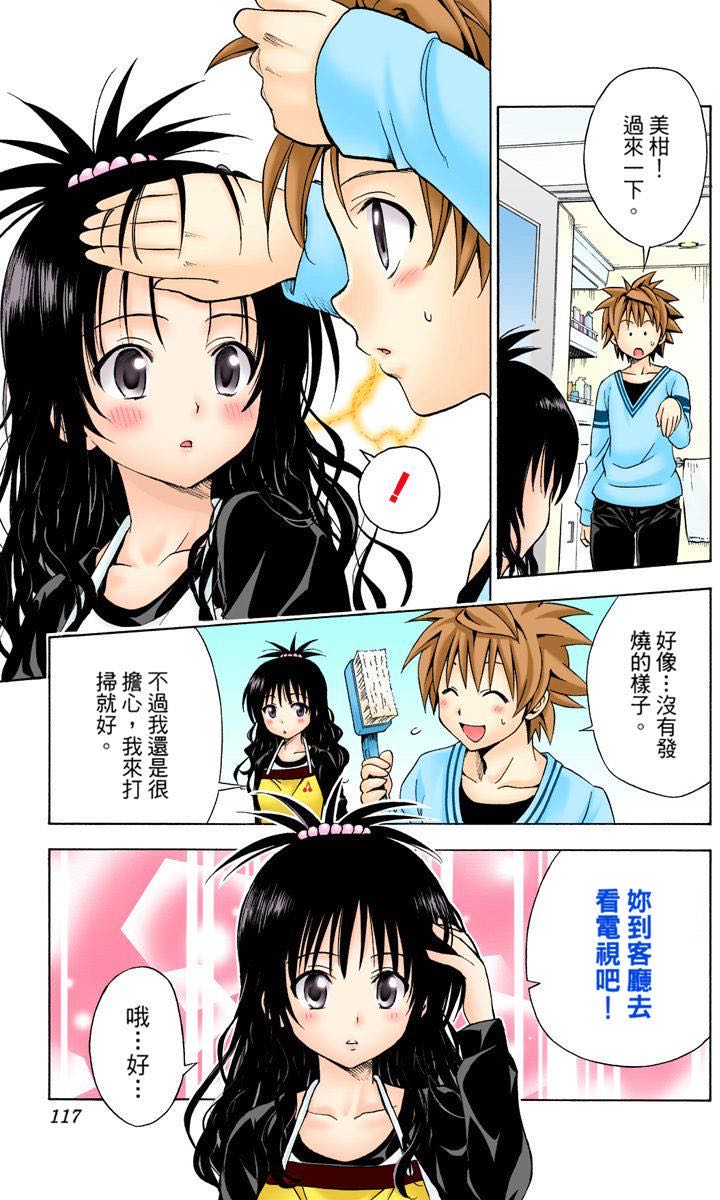 美柑！
過來一下。
！
好像…沒有發
燒的樣子。
不過我還是很
擔心，我來打
掃就好。
妳到客廳去
看電視吧！
哦…好…
117